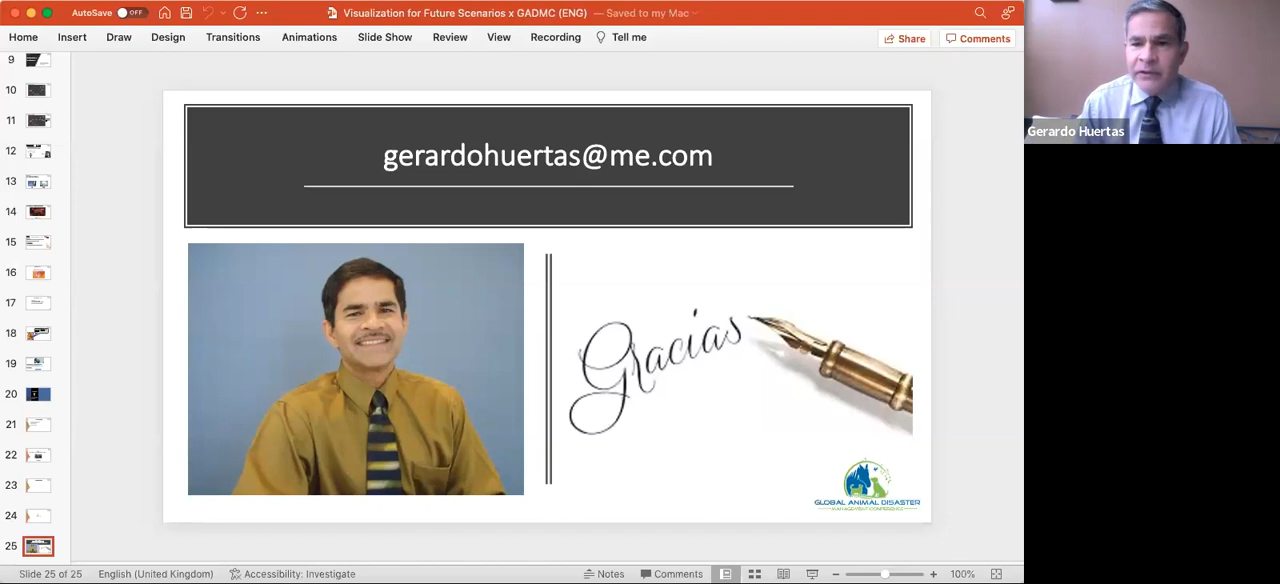 AutoSave OFF
Visualization for Future Scenarios x GADMC (ENG) — Saved to my Mac
Home Insert Draw Design Transitions Animations Slide Show Review View Recording Tell me
Share Comments
9
10
11
12
13
14
15
16
17
18
19
20
21
22
23
24
25
gerardohuertas@me.com
Gracias
GLOBAL ANIMAL DISASTER
MANAGEMENT CONFERENCE
Gerardo Huertas
Slide 25 of 25 English (United Kingdom) Accessibility: Investigate Notes Comments 100%